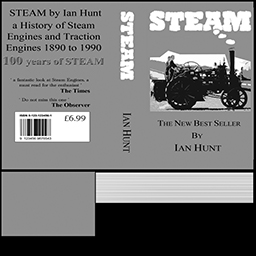 STEAM by Ian Hunt
a History of Steam
Engines and Traction
Engines 1890 to 1990
100 years of STEAM
' a fantastic look at Steam Engines, a
must read for the enthusiast '
The Times
' Do not miss this one '
The Observer
£6.99
STEAM
IAN HUNT
STEAM
THE NEW BEST SELLER
BY
IAN HUNT